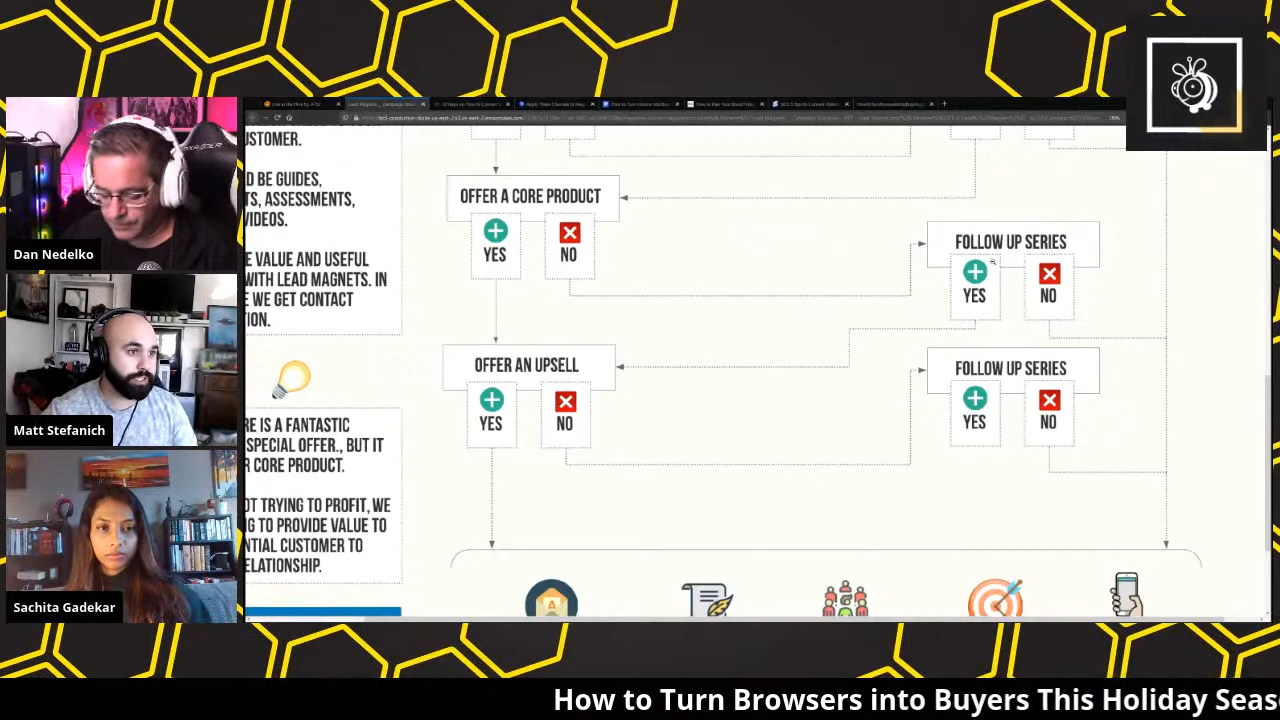 Dan Nedelko
Matt Stefanich
Sachita Gadekar
USTOMER.
D BE GUIDES,
TS, ASSESSMENTS,
VIDEOS.
E VALUE AND USEFUL
WITH LEAD MAGNETS. IN
E WE GET CONTACT
TION.
RE IS A FANTASTIC
SPECIAL OFFER., BUT IT
R CORE PRODUCT.
OT TRYING TO PROFIT, WE
NG TO PROVIDE VALUE TO
NTIAL CUSTOMER TO
ELATIONSHIP.
OFFER A CORE PRODUCT
YES NO
FOLLOW UP SERIES
YES NO
OFFER AN UPSELL
YES NO
FOLLOW UP SERIES
YES NO
How to Turn Browsers into Buyers This Holiday Seas